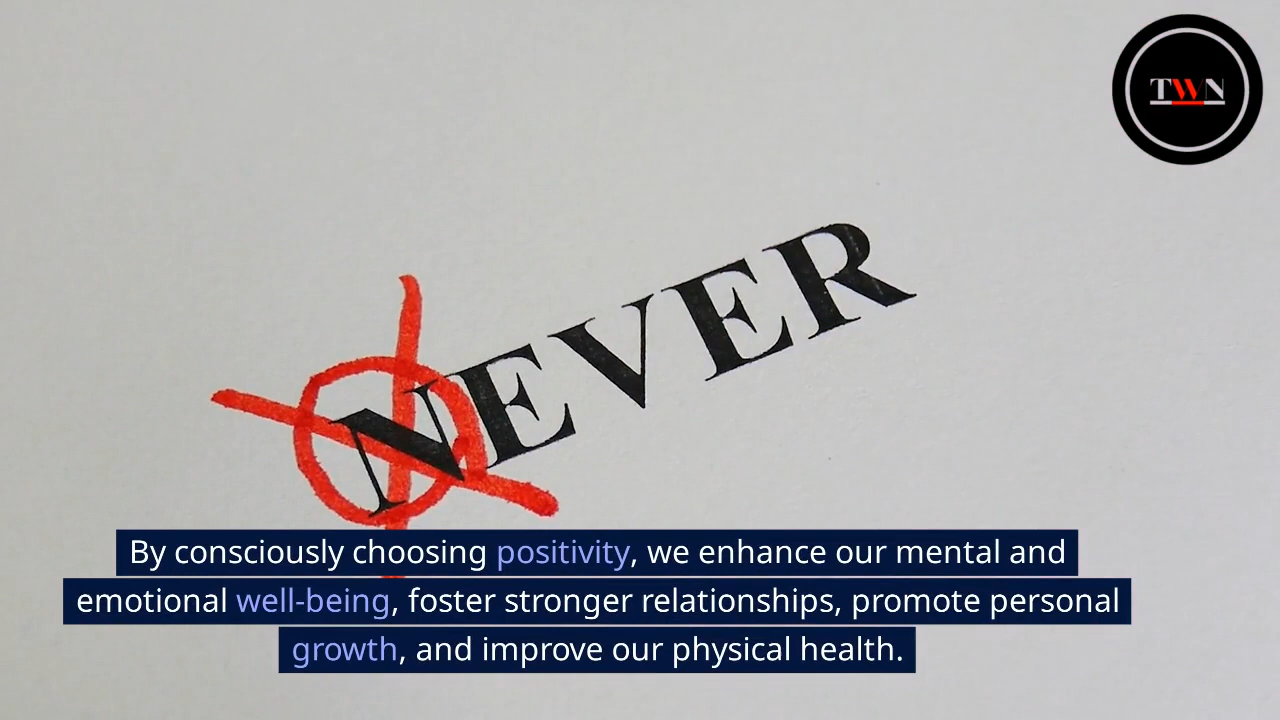 TWN
NEVER
By consciously choosing positivity, we enhance our mental and
emotional well-being, foster stronger relationships, promote personal
growth, and improve our physical health.